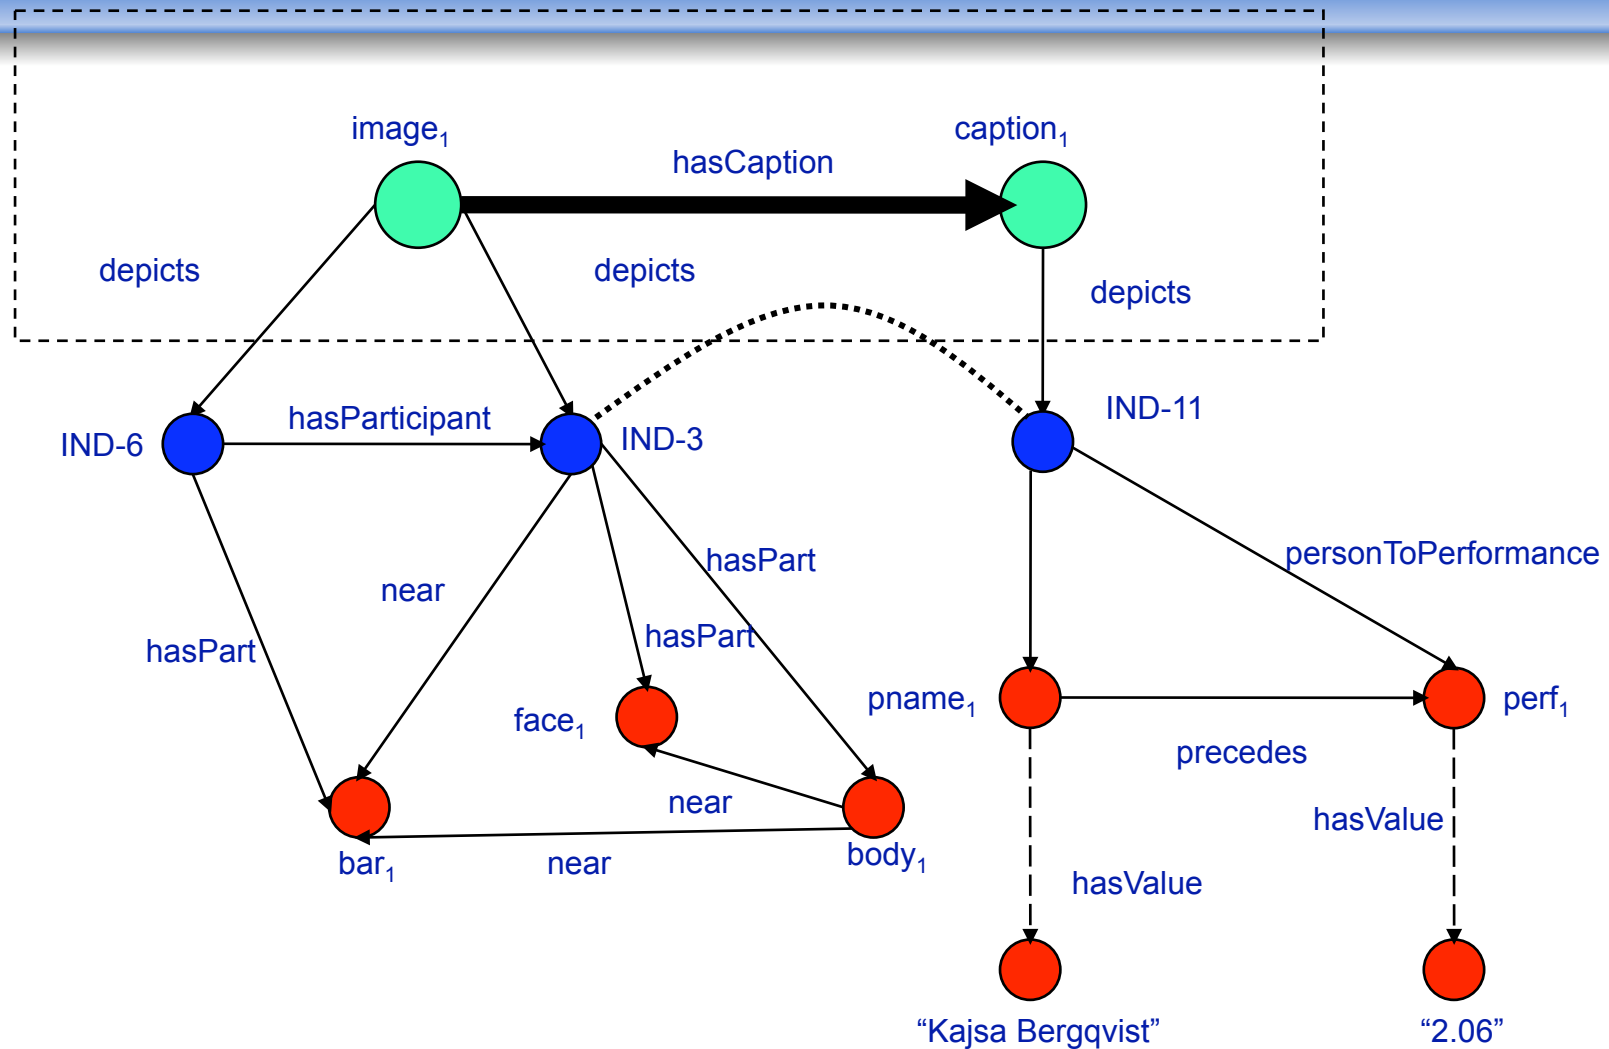 image₁
caption₁
hasCaption
depicts
depicts
depicts
IND-6
hasParticipant
IND-3
IND-11
hasPart
personToPerformance
near
hasPart
hasPart
face₁
pname₁
perf₁
precedes
near
hasValue
bar₁
near
body₁
hasValue
“Kajsa Bergqvist”
“2.06”